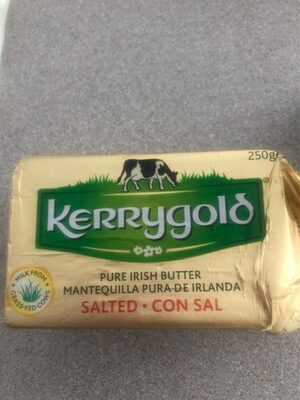 250g
KERRYGOLD
®
MILK FROM
GRASS-FED COWS
PURE IRISH BUTTER
MANTEQUILLA PURA DE IRLANDA
SALTED • CON SAL